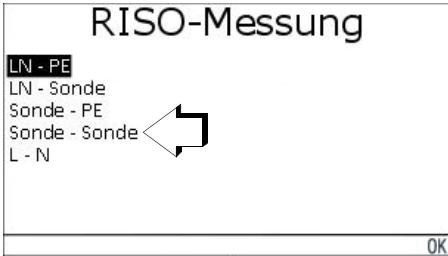 RISO-Messung
LN - PE
LN - Sonde
Sonde - PE
Sonde - Sonde
L - N
OK